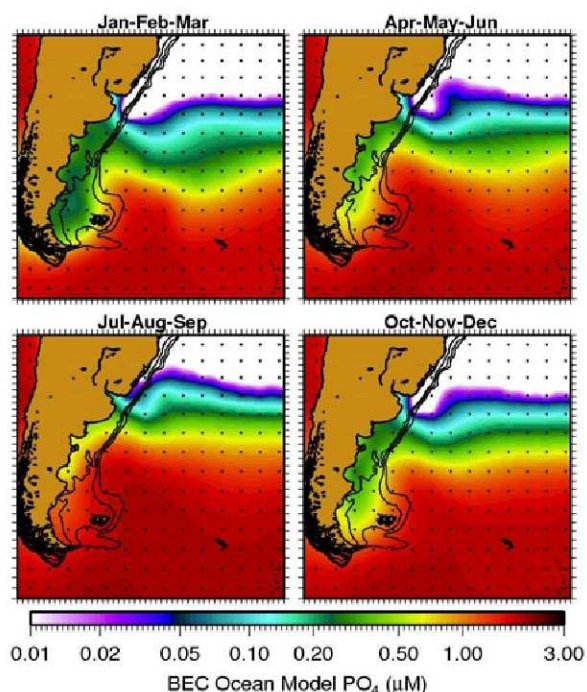 Jan-Feb-Mar
Apr-May-Jun
Jul-Aug-Sep
Oct-Nov-Dec
0.01 0.02 0.05 0.10 0.20 0.50 1.00 3.00
BEC Ocean Model PO₄ (μM)